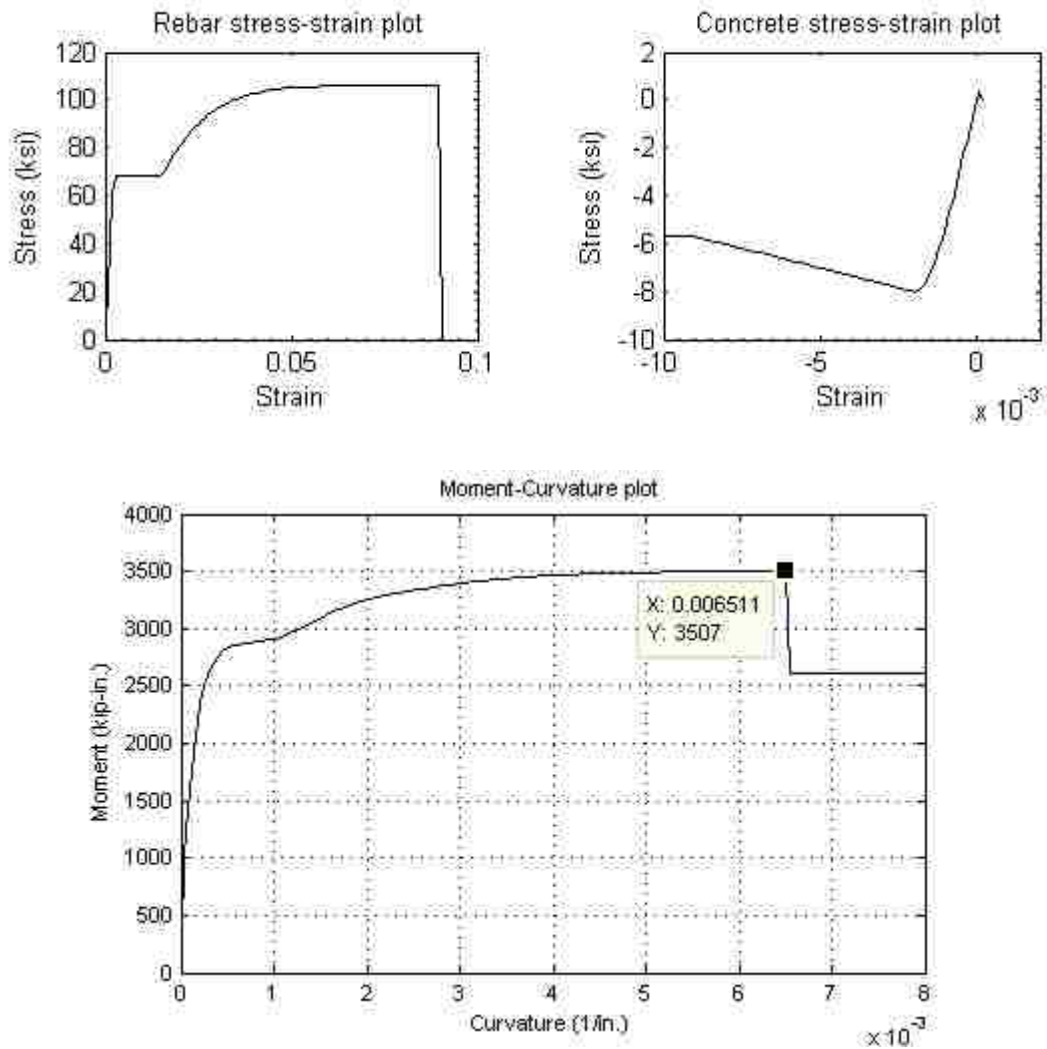 Rebar stress-strain plot
Stress (ksi)
120
100
80
60
40
20
0
0 0.05 0.1
Strain
Concrete stress-strain plot
Stress (ksi)
2
0
-2
-4
-6
-8
-10
-10 -5 0
Strain
x 10-3
Moment-Curvature plot
Moment (kip-in.)
4000
3500
3000
2500
2000
1500
1000
500
0
X: 0.006511
Y: 3507
0 1 2 3 4 5 6 7 8
Curvature (1/in.)
x 10-3